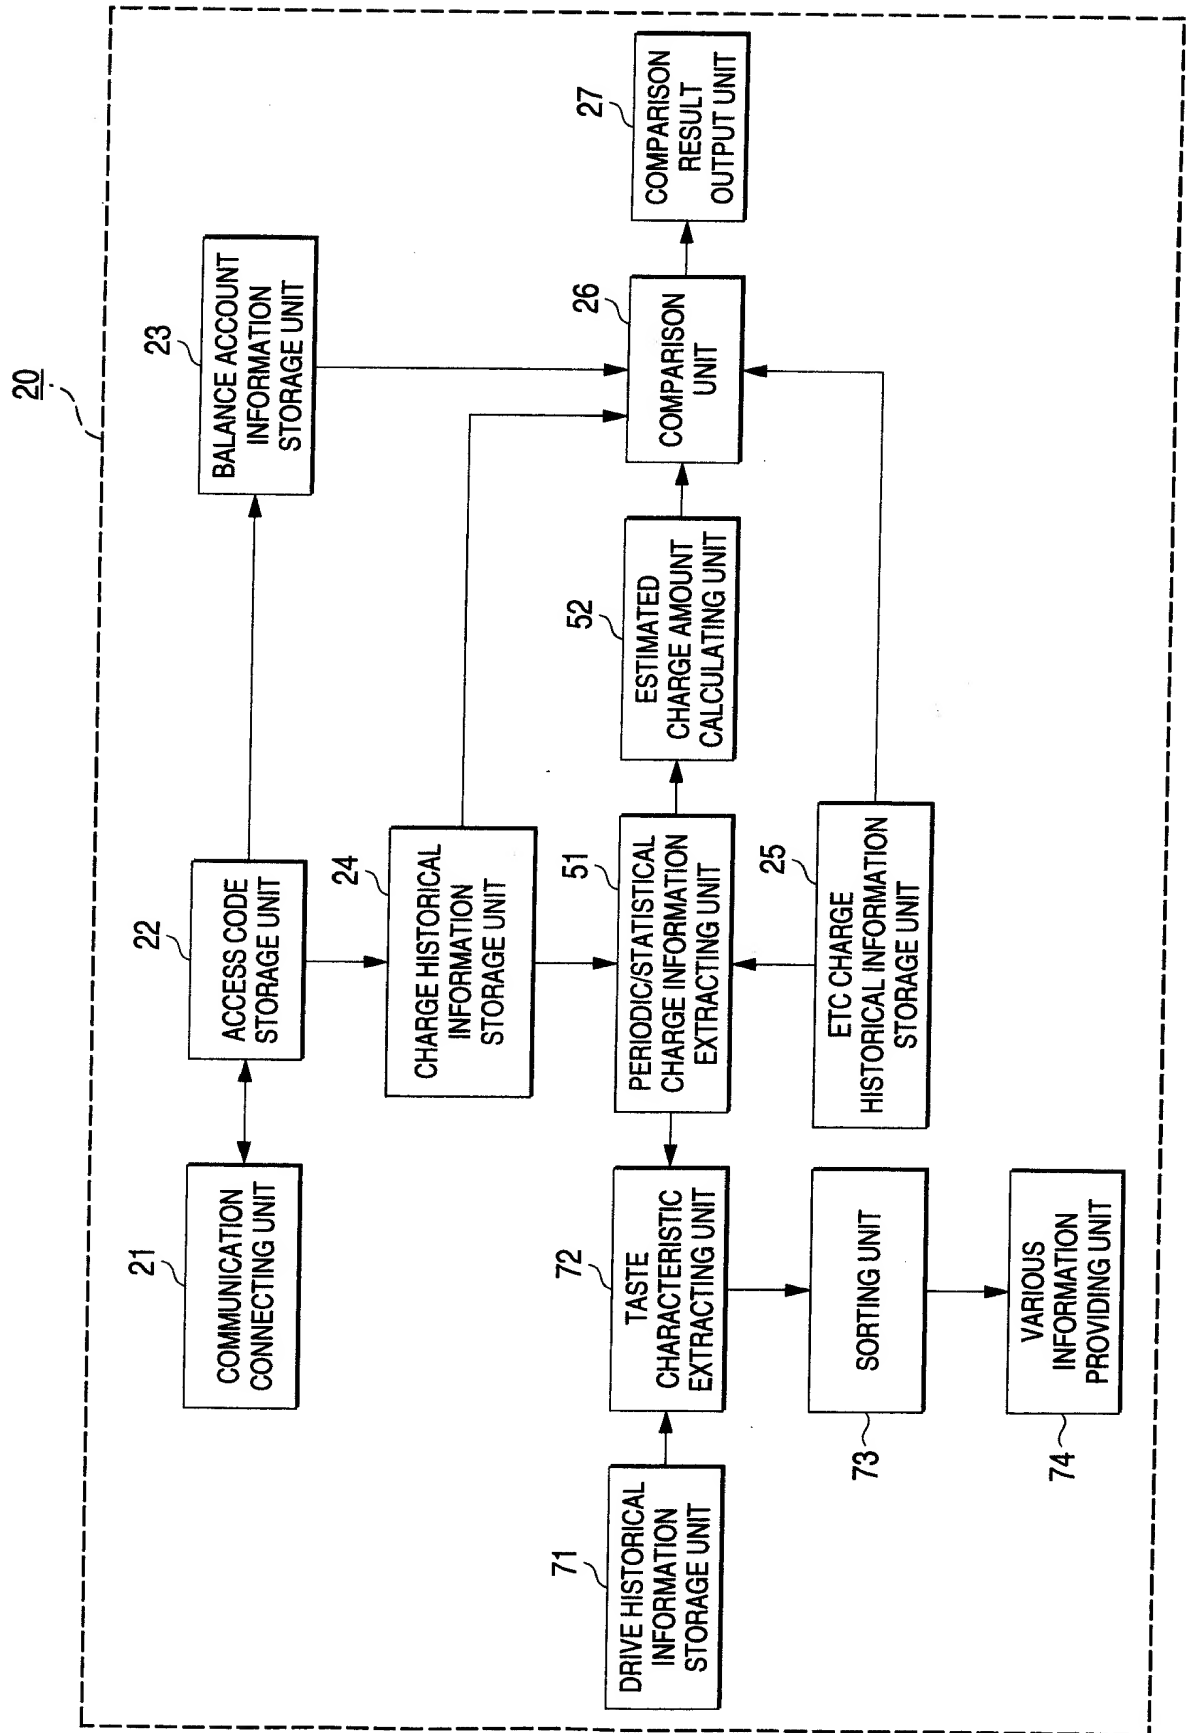 20
21
COMMUNICATION
CONNECTING UNIT
22
ACCESS CODE
STORAGE UNIT
23
BALANCE ACCOUNT
INFORMATION
STORAGE UNIT
24
CHARGE HISTORICAL
INFORMATION
STORAGE UNIT
71
DRIVE HISTORICAL
INFORMATION
STORAGE UNIT
72
TASTE
CHARACTERISTIC
EXTRACTING UNIT
51
PERIODIC/STATISTICAL
CHARGE INFORMATION
EXTRACTING UNIT
52
ESTIMATED
CHARGE AMOUNT
CALCULATING UNIT
26
COMPARISON
UNIT
27
COMPARISON
RESULT
OUTPUT UNIT
73
SORTING UNIT
25
ETC CHARGE
HISTORICAL INFORMATION
STORAGE UNIT
74
VARIOUS
INFORMATION
PROVIDING UNIT